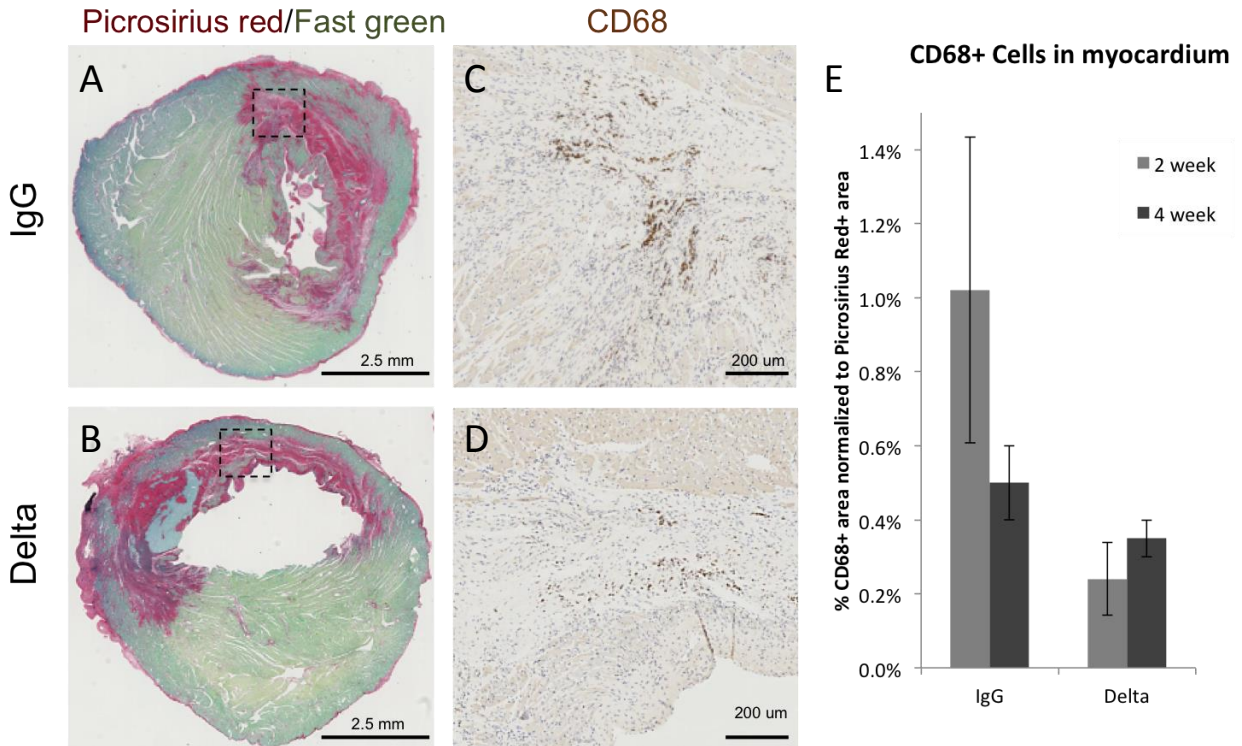 Picrosirius red/Fast green
CD68
IgG
Delta
A
2.5 mm
B
2.5 mm
C
200 um
D
200 um
E
CD68+ Cells in myocardium
% CD68+ area normalized to Picrosirius Red+ area
1.4%
1.2%
1.0%
0.8%
0.6%
0.4%
0.2%
0.0%
2 week
4 week
IgG
Delta